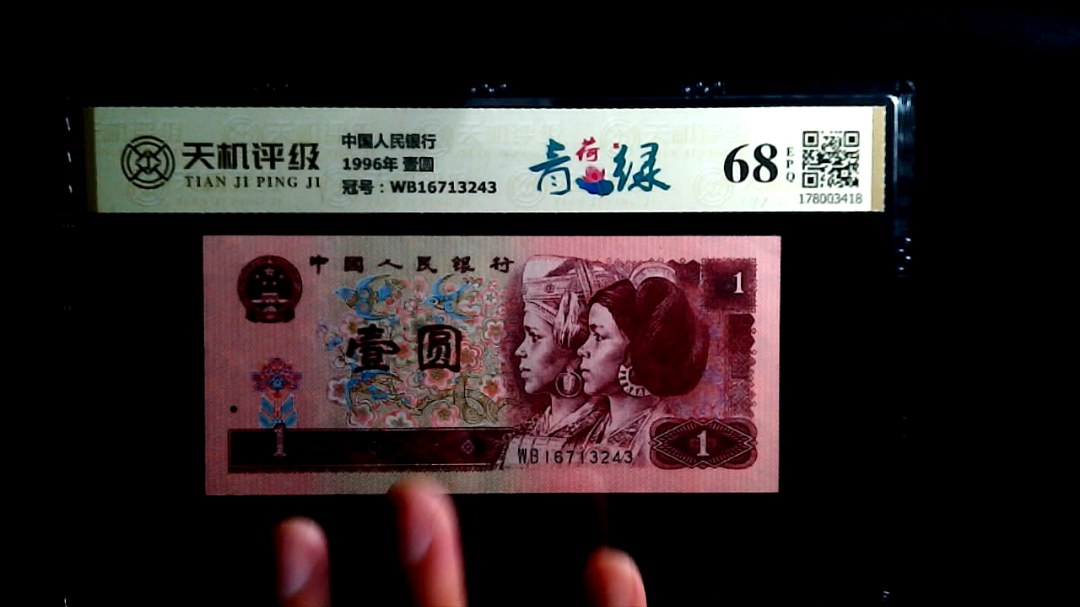 天机评级
TIAN JI PING JI
中国人民银行
1996年 壹圆
冠号：WB16713243
青荷绿
68
EPQ
178003418
中国人民银行
1
壹圆
1
WB16713243
1